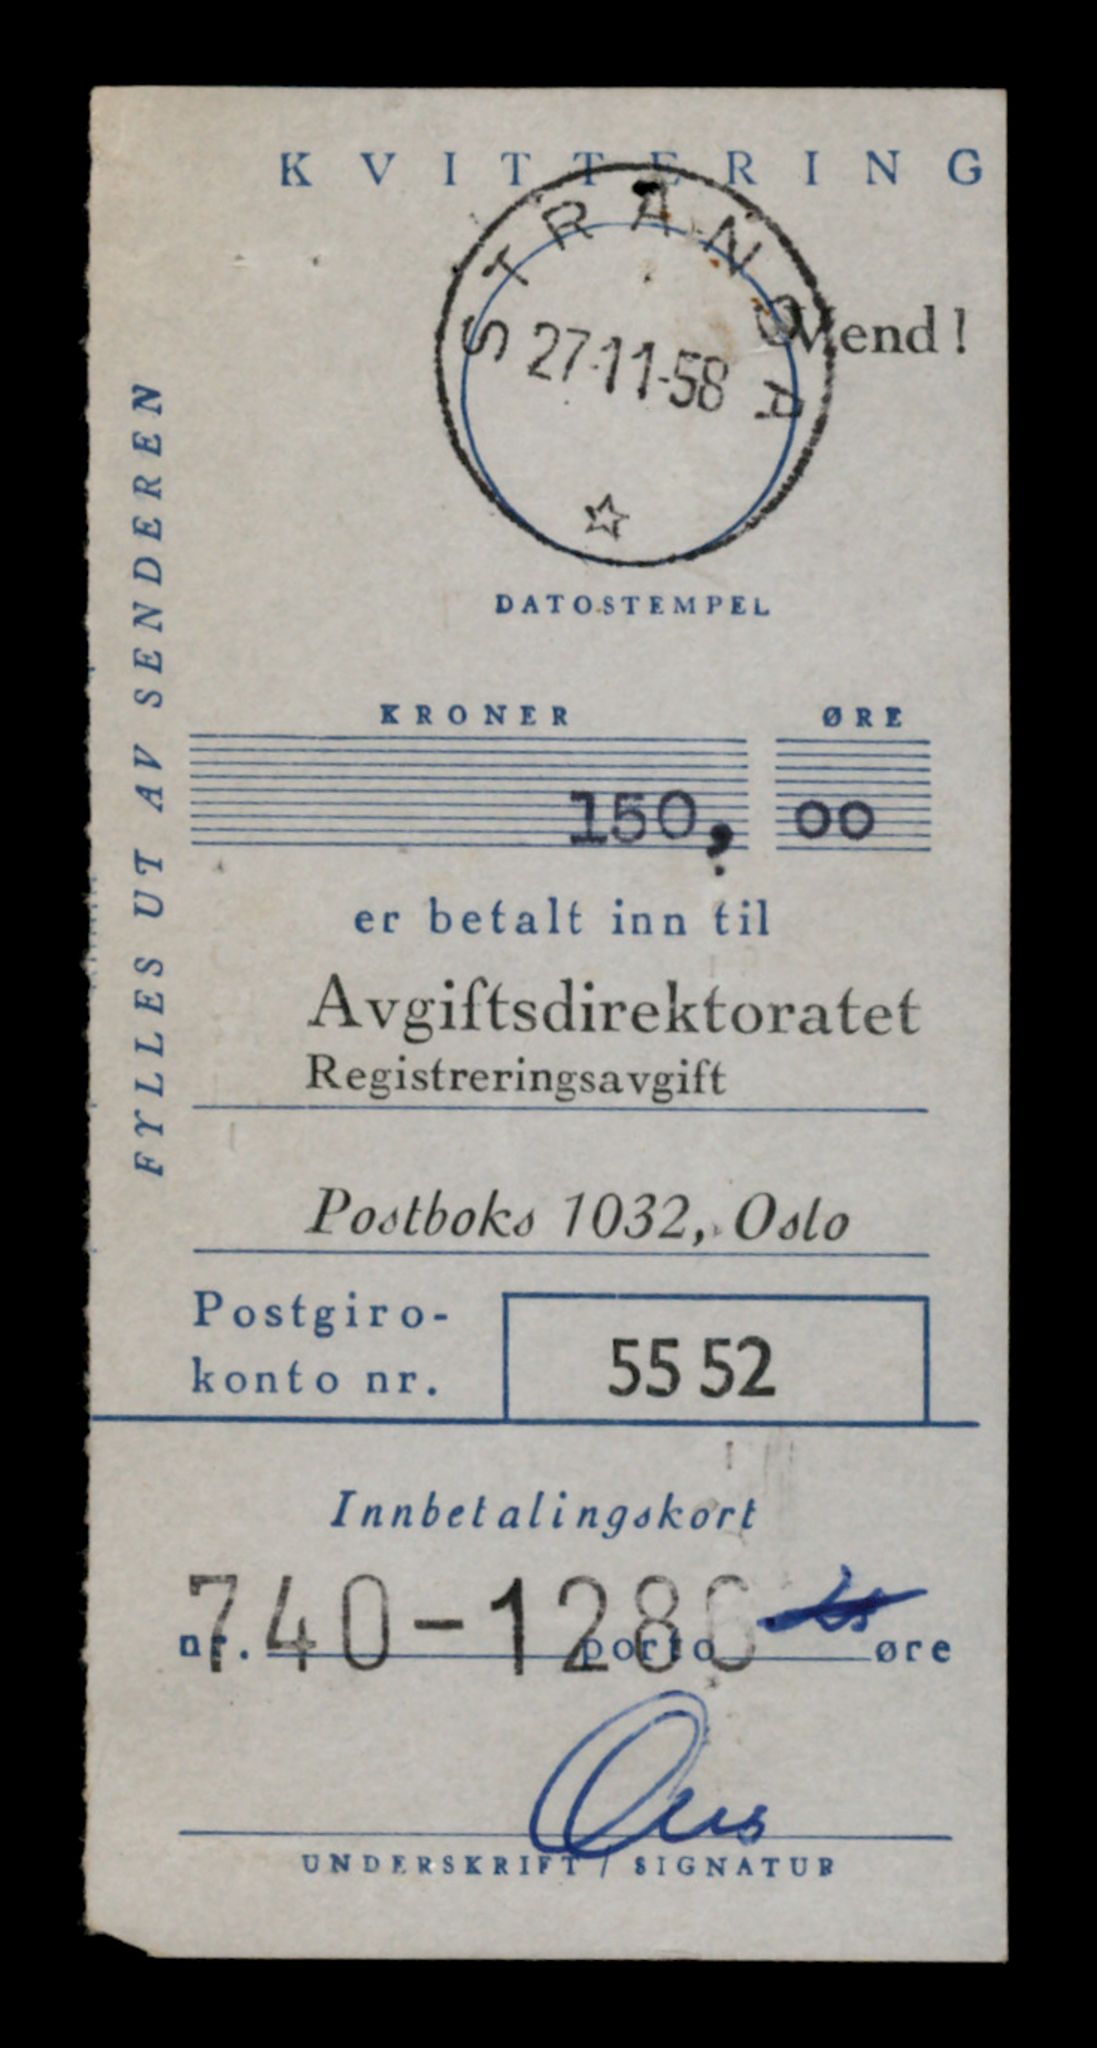 KVITTERING
STRANDA
27-11-58
Vend!
DATOSTEMPEL
FYLLES UT AV SENDEREN
KRONER ØRE
150, 00
er betalt inn til
Avgiftsdirektoratet
Registreringsavgift
Postboks 1032, Oslo
Postgiro-
konto nr. 55 52
Innbetalingskort
740-1286
nr. porto øre
UNDERSKRIFT / SIGNATUR